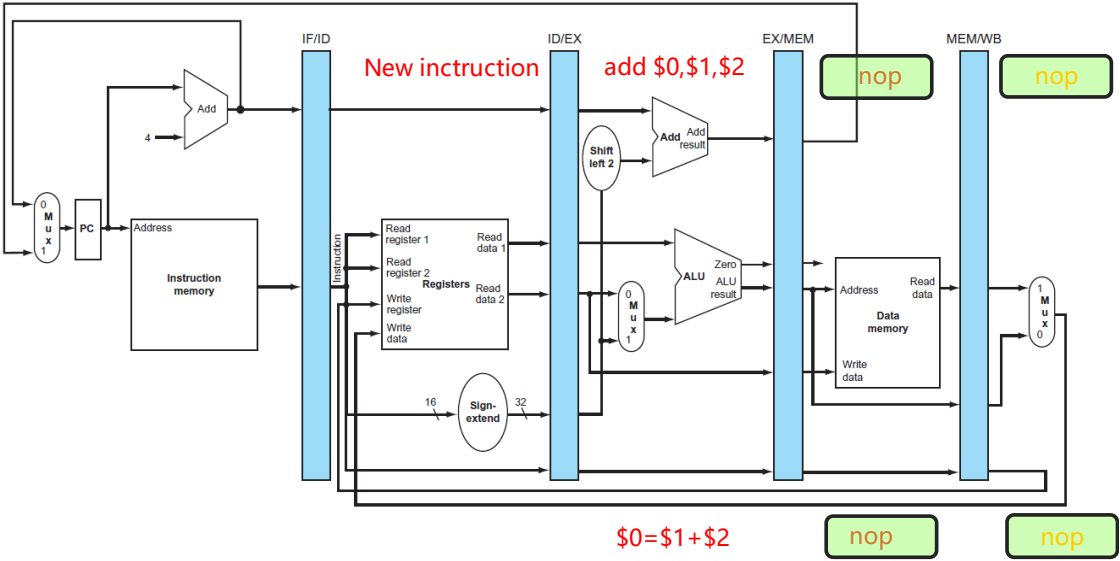 IF/ID
ID/EX
EX/MEM
MEM/WB
New inctruction
add $0,$1,$2
nop
nop
Add
4
Shift
left 2
Add
Add
result
0
M
u
x
1
PC
Address
Instruction
memory
Instruction
Read
register 1
Read
register 2
Write
register
Write
data
Registers
Read
data 1
Read
data 2
0
M
u
x
1
ALU
Zero
ALU
result
Address
Read
data
Data
memory
Write
data
1
M
u
x
0
16
Sign-
extend
32
$0=$1+$2
nop
nop